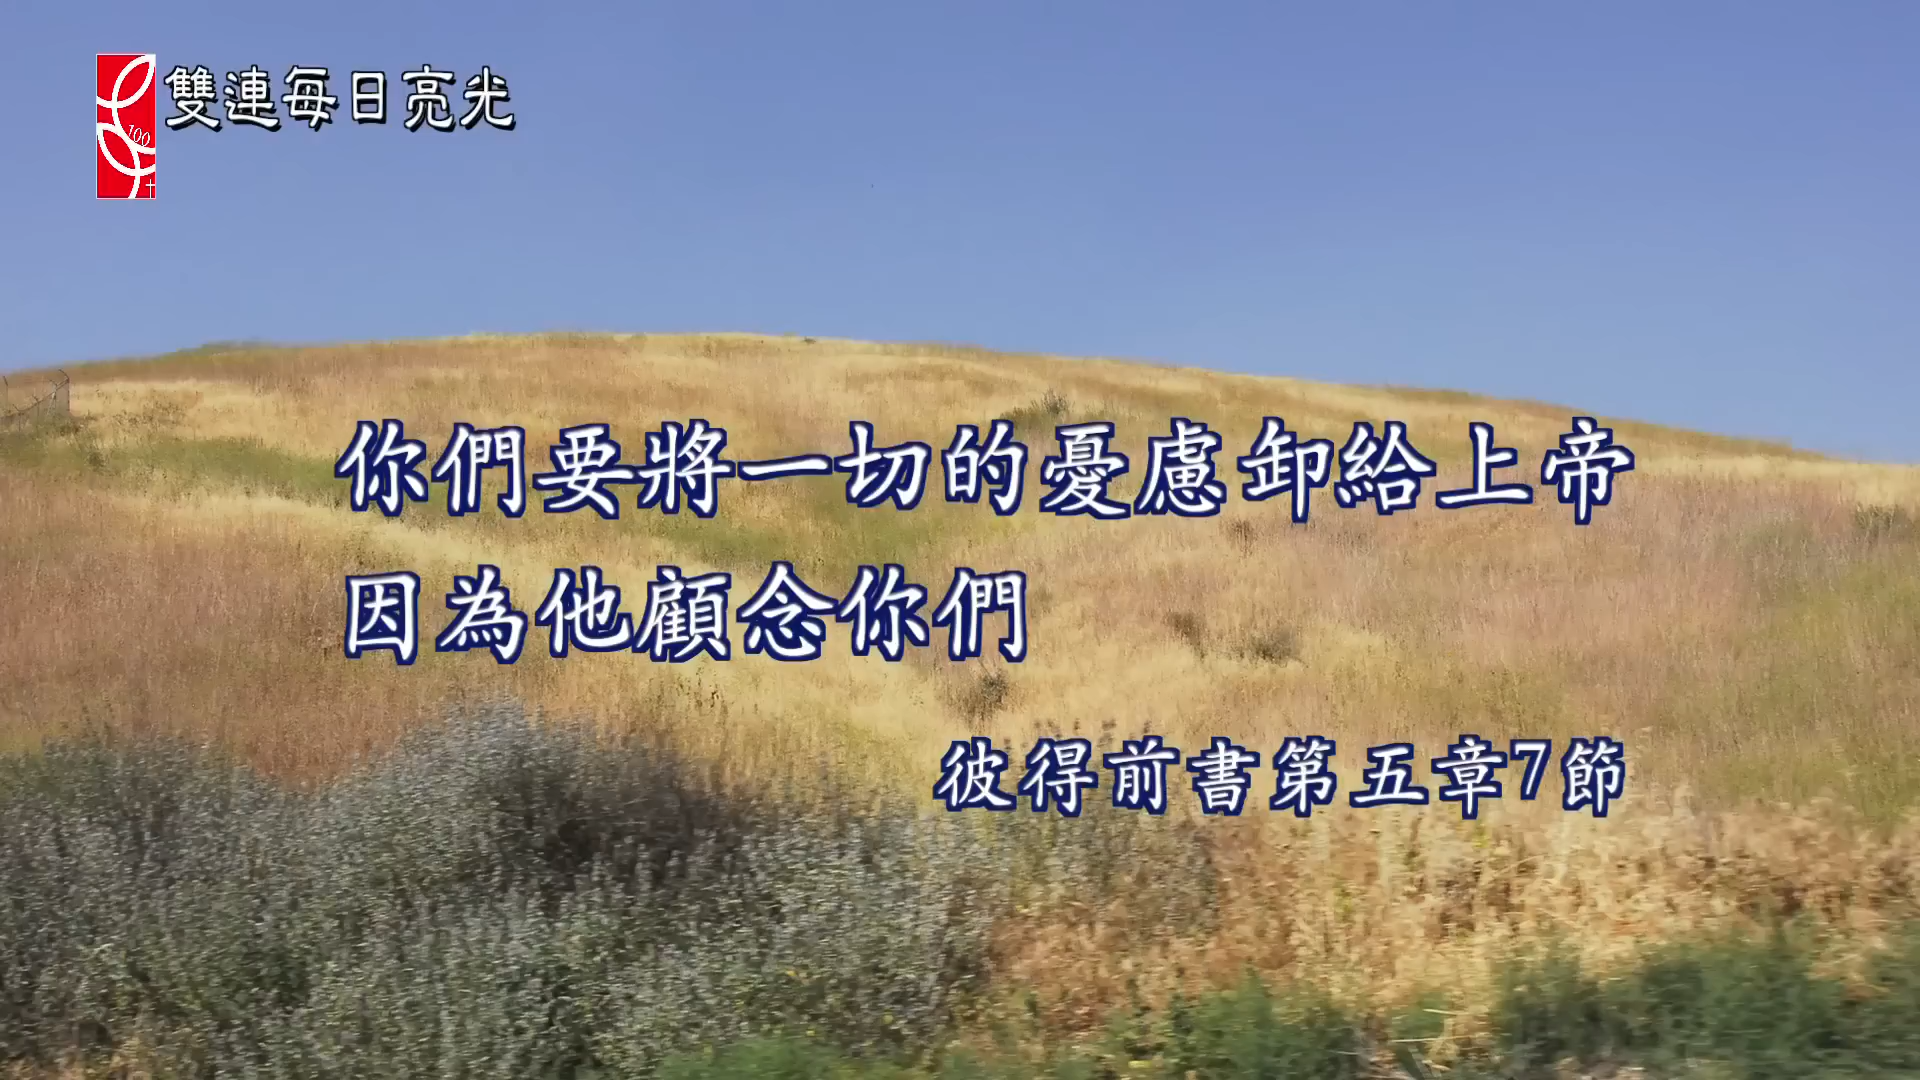 雙連每日亮光
100
你們要將一切的憂慮卸給上帝
因為他顧念你們
彼得前書第五章7節